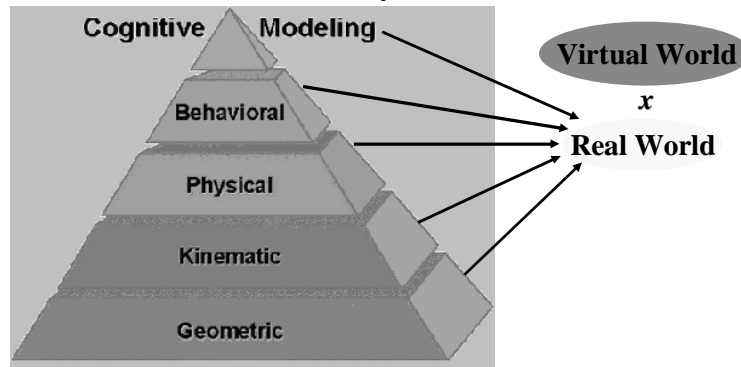 Cognitive Modeling
Virtual World
Behavioral
x
Real World
Physical
Kinematic
Geometric